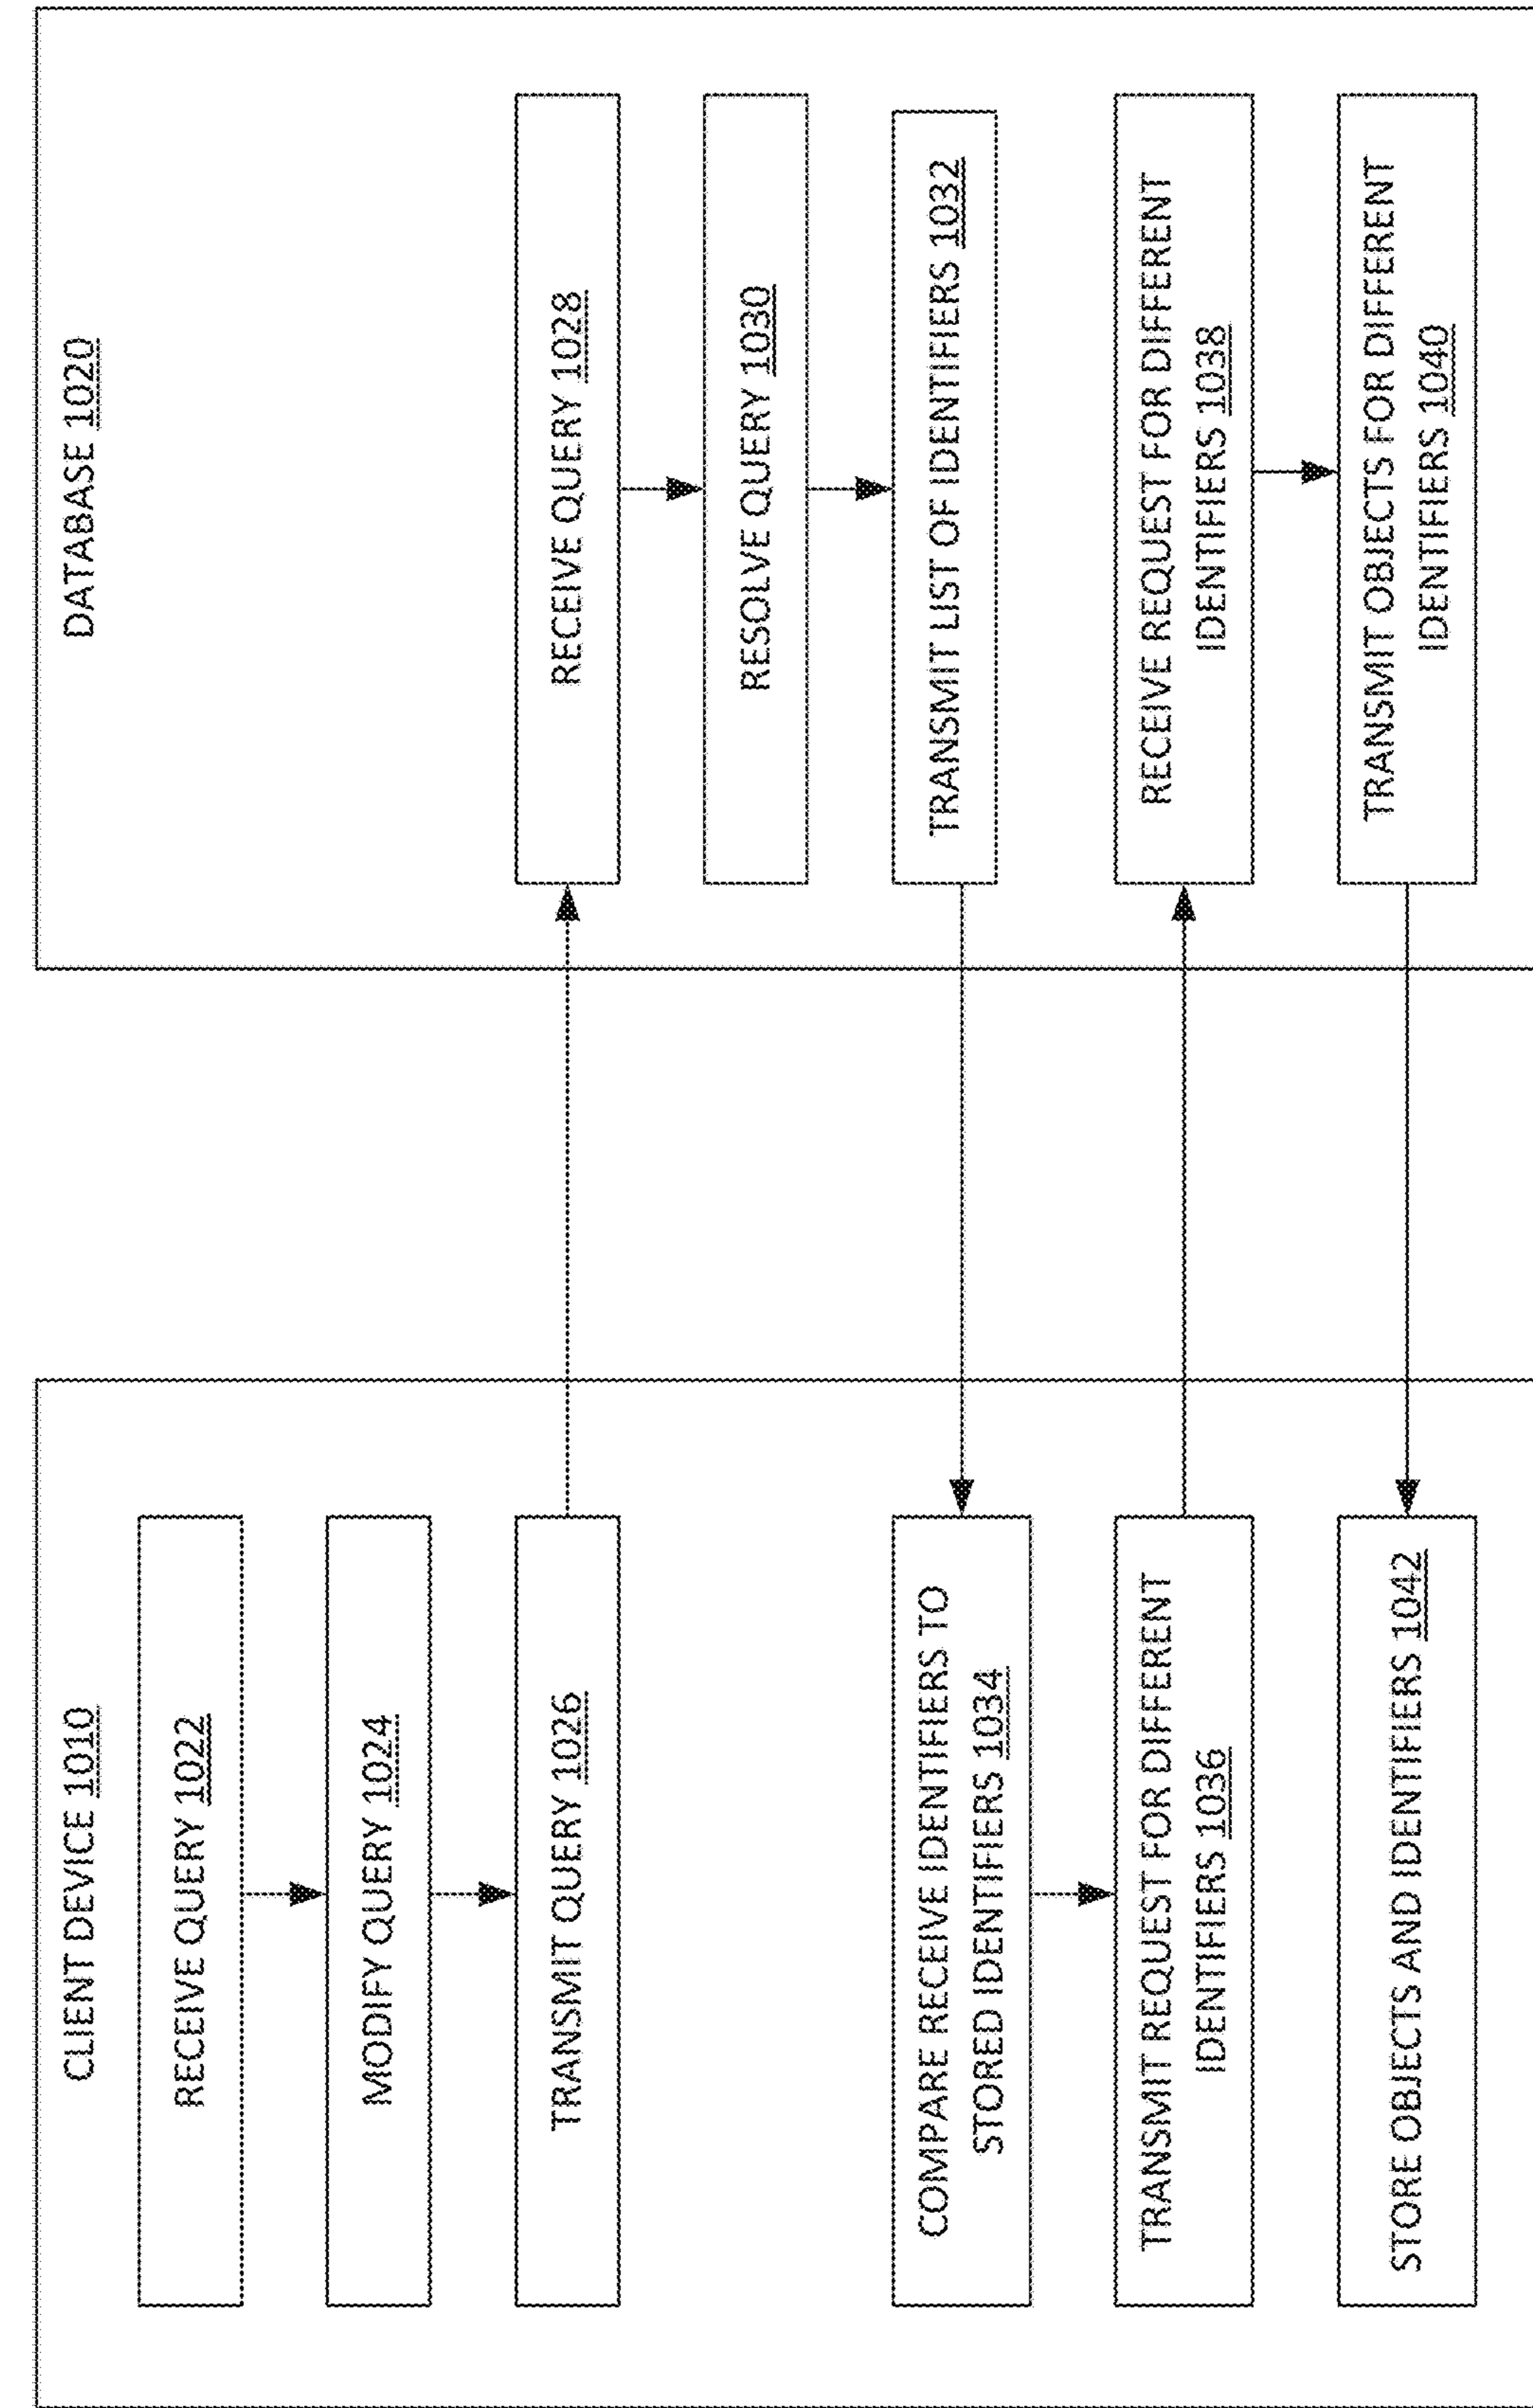 CLIENT DEVICE 1010
RECEIVE QUERY 1022
MODIFY QUERY 1024
TRANSMIT QUERY 1026
COMPARE RECEIVE IDENTIFIERS TO
STORED IDENTIFIERS 1034
TRANSMIT REQUEST FOR DIFFERENT
IDENTIFIERS 1036
STORE OBJECTS AND IDENTIFIERS 1042
DATABASE 1020
RECEIVE QUERY 1028
RESOLVE QUERY 1030
TRANSMIT LIST OF IDENTIFIERS 1032
RECEIVE REQUEST FOR DIFFERENT
IDENTIFIERS 1038
TRANSMIT OBJECTS FOR DIFFERENT
IDENTIFIERS 1040